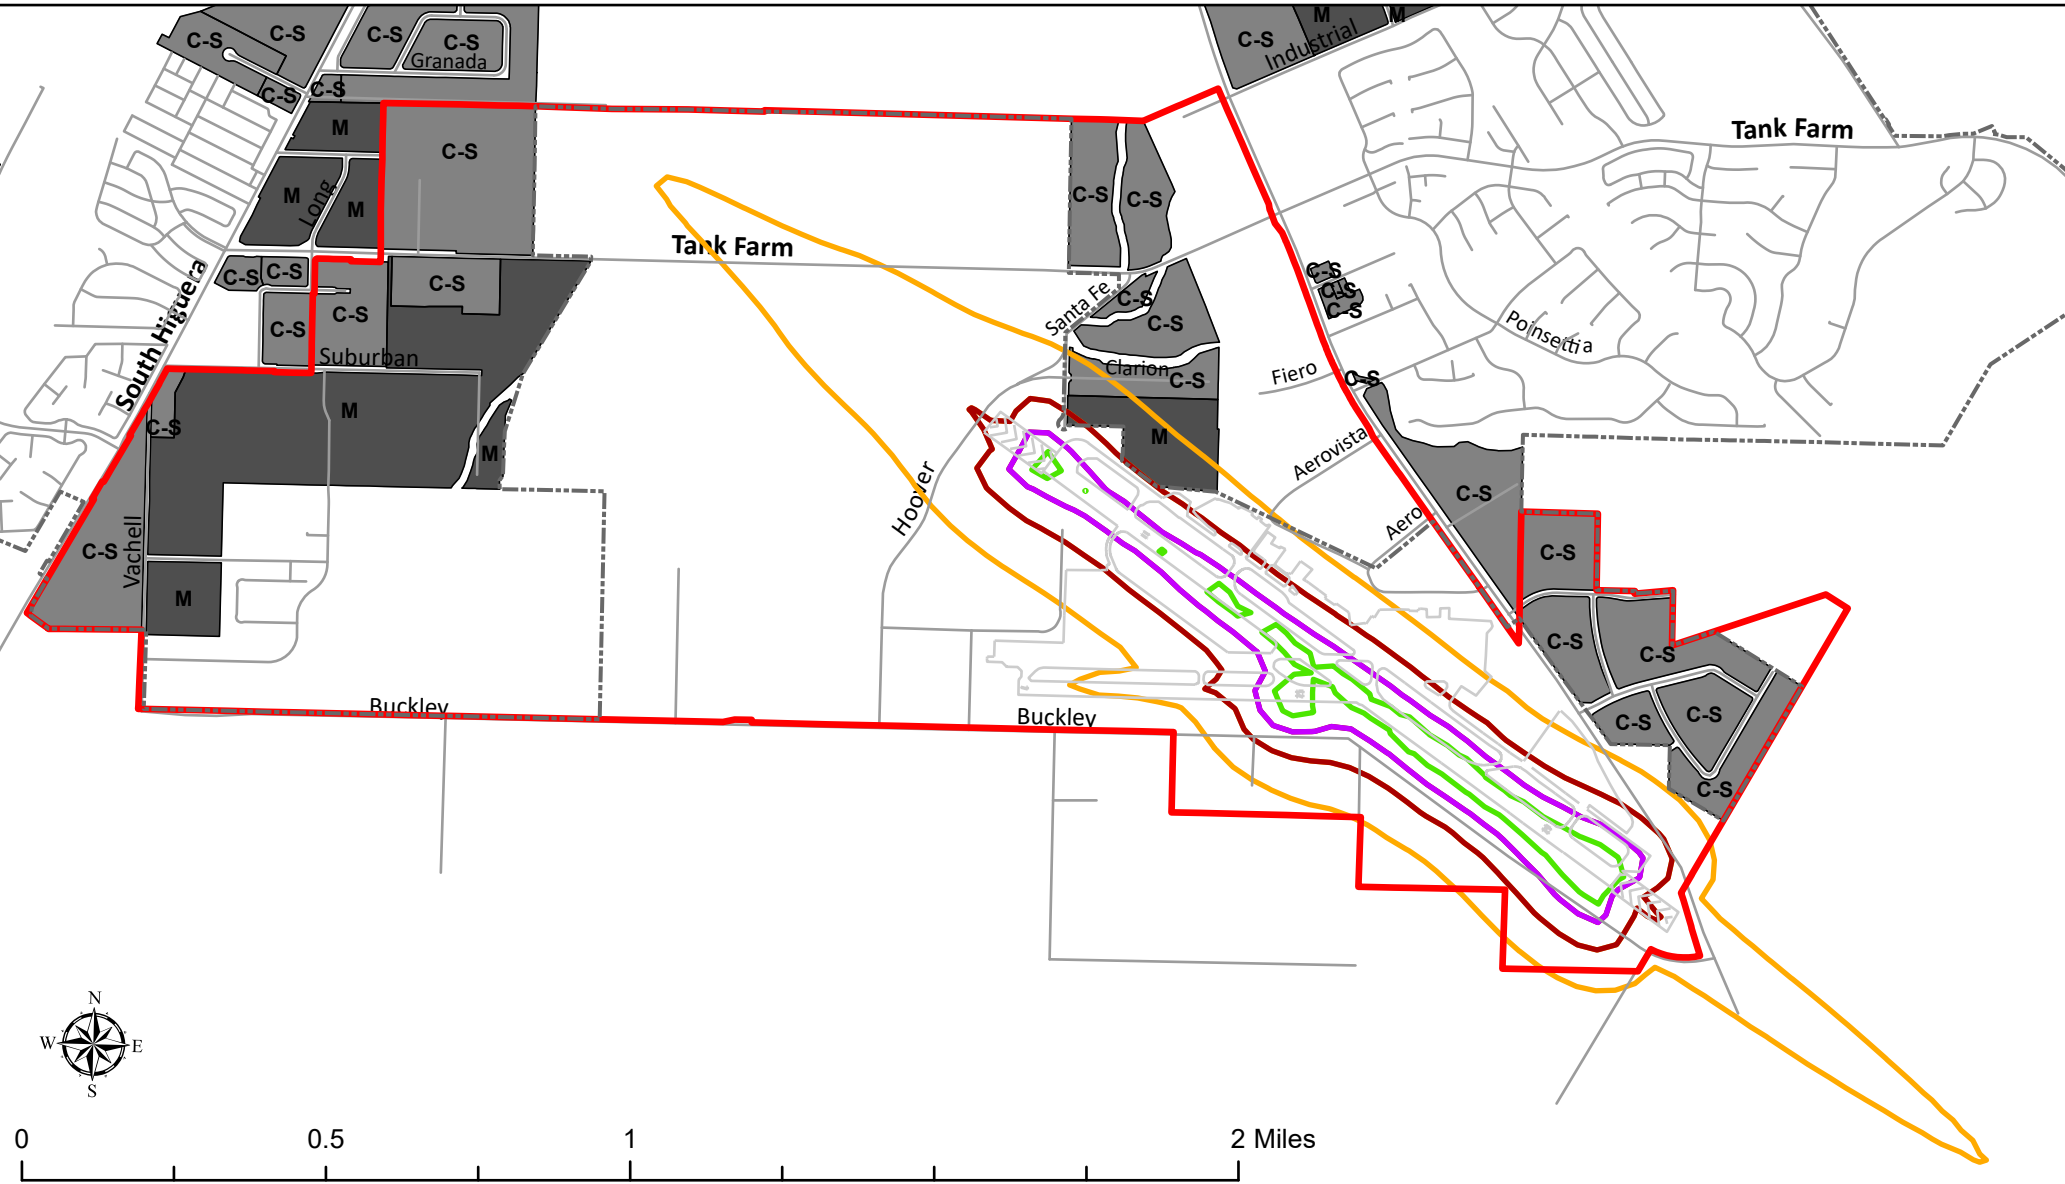 M
M
C-S
C-S
C-S
C-S
C-S
Industrial
Granada
C-S
C-S
M
Tank Farm
C-S
M
Long
M
C-S
C-S
Tank Farm
C-S
C-S
C-S
C-S
C-S
C-S
C-S
South Higuera
C-S
C-S
Santa Fe
C-S
C-S
Poinsettia
Suburban
Clarion
C-S
Fiero
C-S
M
C-S
M
M
Aerovista
Hoover
C-S
Aero
C-S
Vachell
C-S
M
C-S
C-S
Buckley
Buckley
C-S
C-S
C-S
N
W
E
S
0
0.5
1
2 Miles